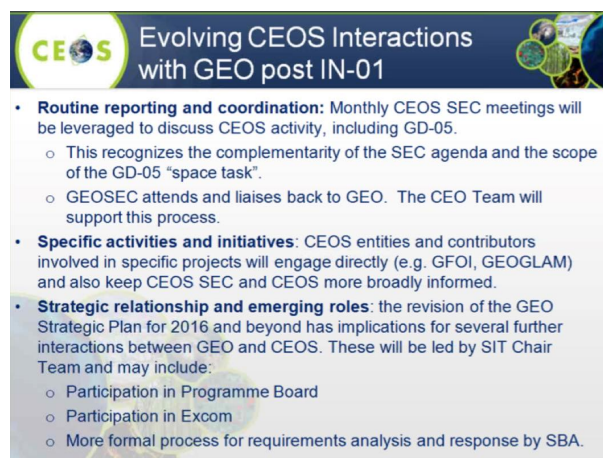 CEOS
Evolving CEOS Interactions
with GEO post IN-01
• Routine reporting and coordination: Monthly CEOS SEC meetings will
be leveraged to discuss CEOS activity, including GD-05.
o This recognizes the complementarity of the SEC agenda and the scope
of the GD-05 “space task”.
o GEOSEC attends and liaises back to GEO. The CEO Team will
support this process.
• Specific activities and initiatives: CEOS entities and contributors
involved in specific projects will engage directly (e.g. GFOI, GEOGLAM)
and also keep CEOS SEC and CEOS more broadly informed.
• Strategic relationship and emerging roles: the revision of the GEO
Strategic Plan for 2016 and beyond has implications for several further
interactions between GEO and CEOS. These will be led by SIT Chair
Team and may include:
o Participation in Programme Board
o Participation in Excom
o More formal process for requirements analysis and response by SBA.